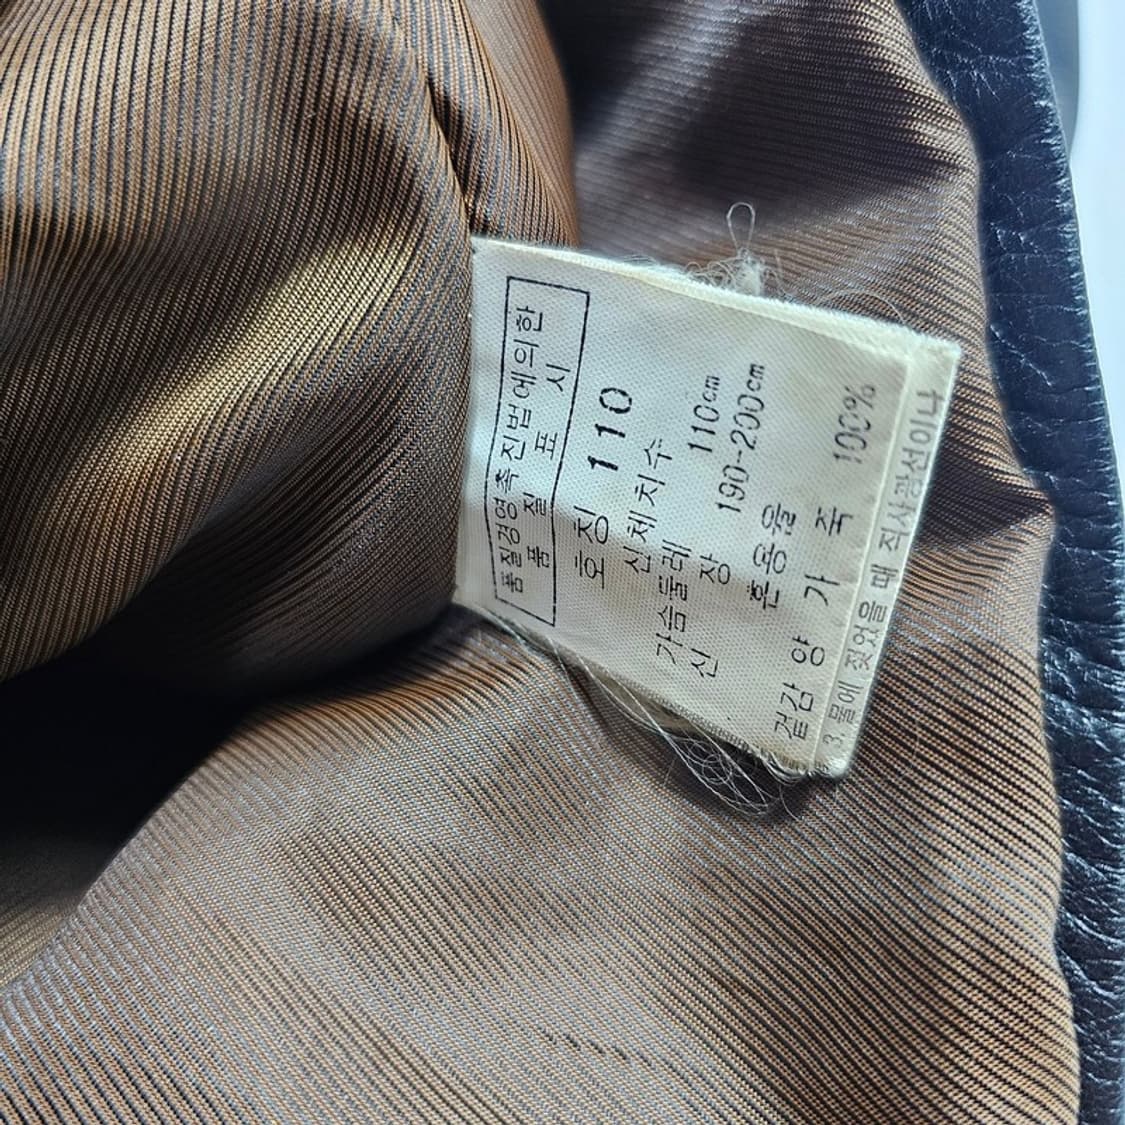 품질경영촉진법에의한
품 질 표 시
호칭 110
신체치수
가슴둘레 110cm
신 장 190-200cm
혼용율
겉감
양 가 죽 100%
3. 물에 젖었을 때 직사광선이나